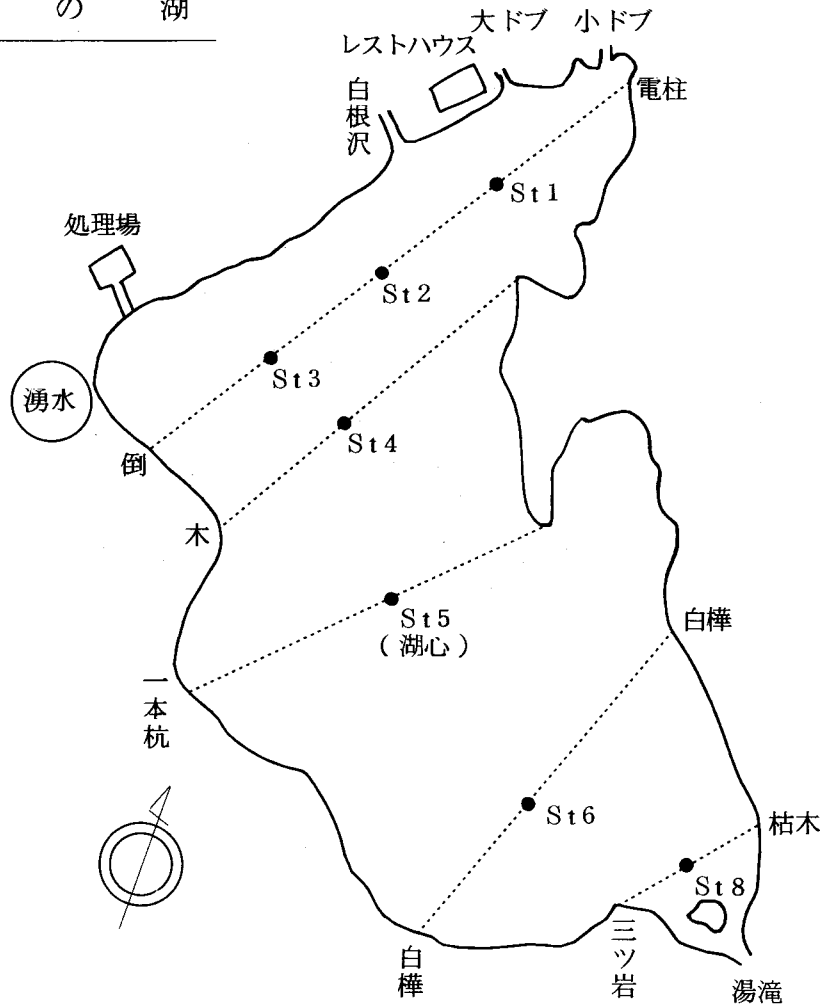 の 湖
大ドブ 小ドブ
レストハウス
電柱
白根沢
St1
処理場
St2
St3
湧水
St4
倒
木
St5
(湖心)
白樺
一本杭
St6
枯木
St8
白樺
三ツ岩
湯滝